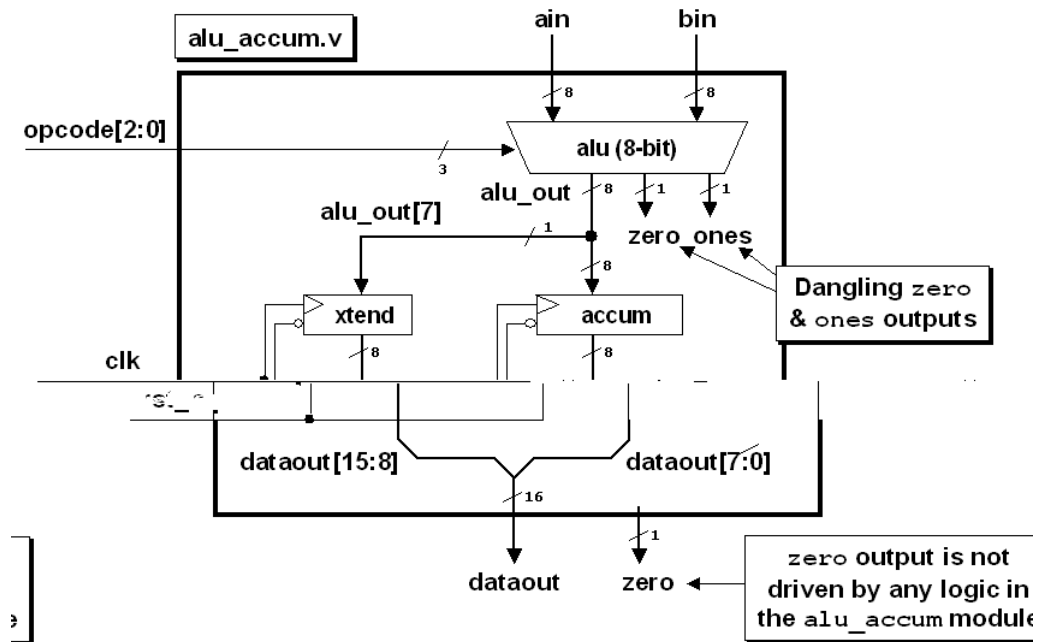 alu_accum.v
ain
bin
8
8
opcode[2:0]
3
alu (8-bit)
alu_out
8
1
1
alu_out[7]
1
zero ones
8
Dangling zero
& ones outputs
xtend
accum
8
8
clk
dataout[15:8]
dataout[7:0]
16
1
dataout
zero
zero output is not
driven by any logic in
the alu_accum module